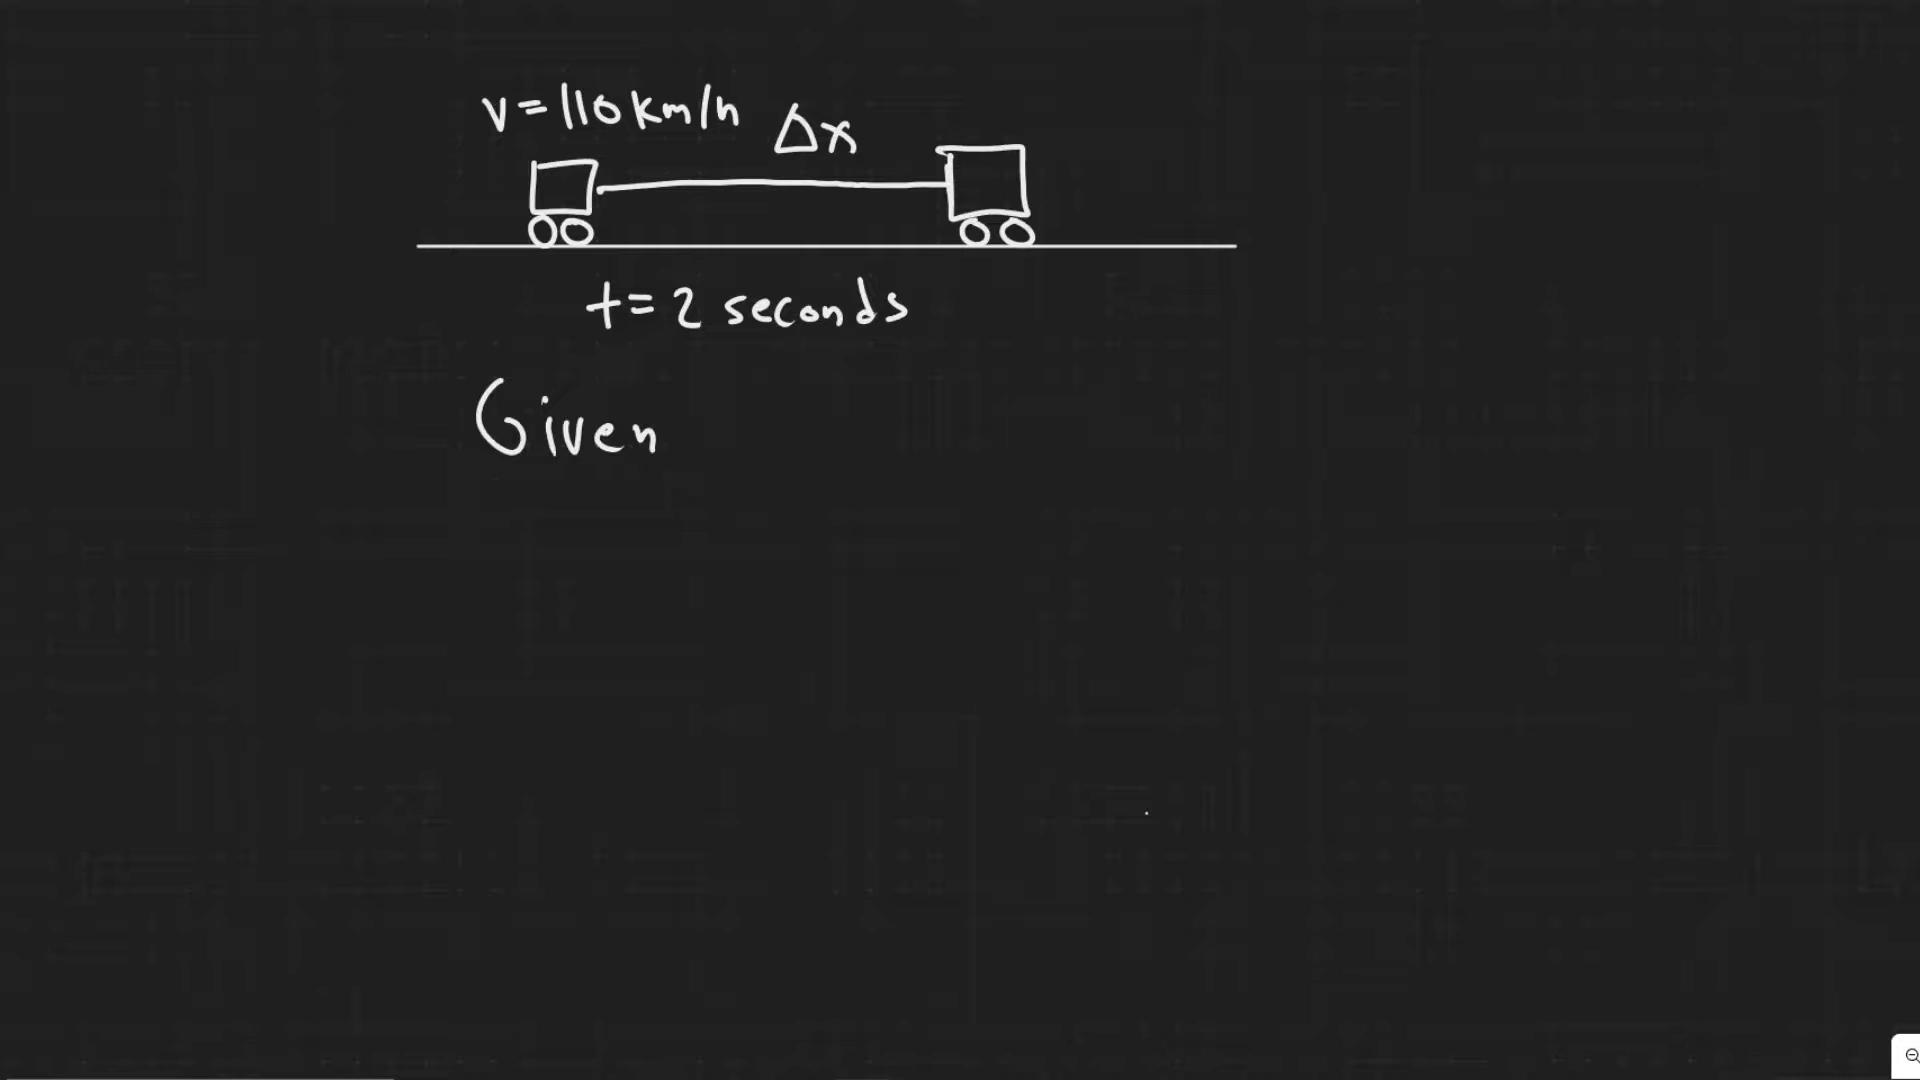 v=110km/h
Δx
t=2 seconds
Given